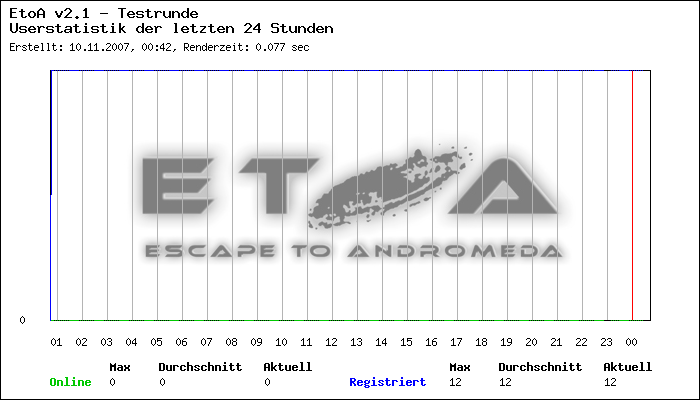 EtoA v2.1 - Testrunde
Userstatistik der letzten 24 Stunden
Erstellt: 10.11.2007, 00:42, Renderzeit: 0.077 sec
ETOA
ESCAPE TO ANDROMEDA
0
01 02 03 04 05 06 07 08 09 10 11 12 13 14 15 16 17 18 19 20 21 22 23 00
Max Durchschnitt Aktuell Max Durchschnitt Aktuell
Online 0 0 0 Registriert 12 12 12